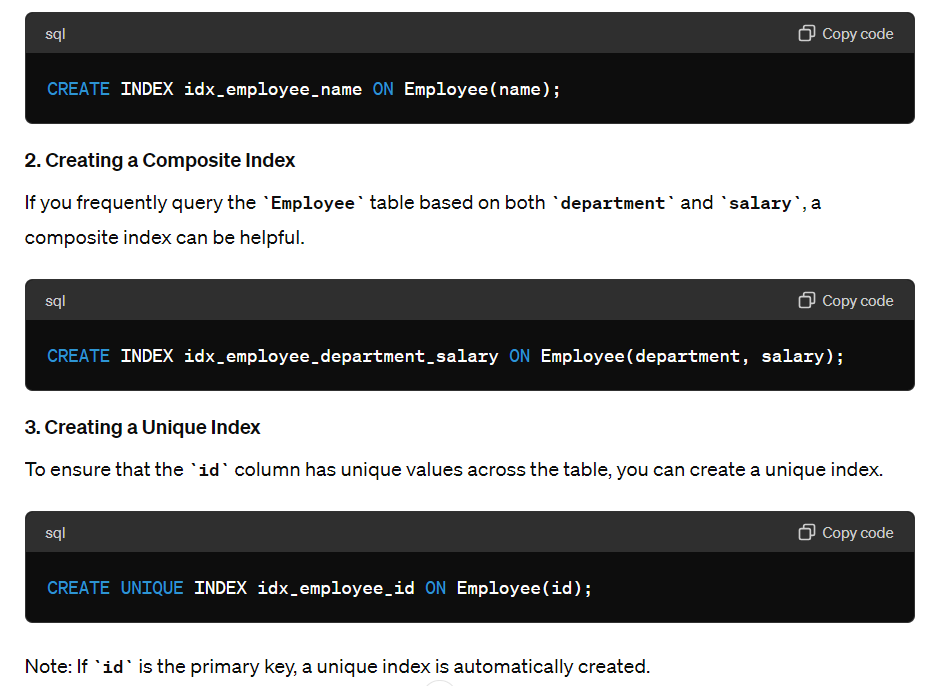 sql Copy code
CREATE INDEX idx_employee_name ON Employee(name);
2. Creating a Composite Index
If you frequently query the `Employee` table based on both `department` and `salary`, a
composite index can be helpful.
sql Copy code
CREATE INDEX idx_employee_department_salary ON Employee(department, salary);
3. Creating a Unique Index
To ensure that the `id` column has unique values across the table, you can create a unique index.
sql Copy code
CREATE UNIQUE INDEX idx_employee_id ON Employee(id);
Note: If `id` is the primary key, a unique index is automatically created.